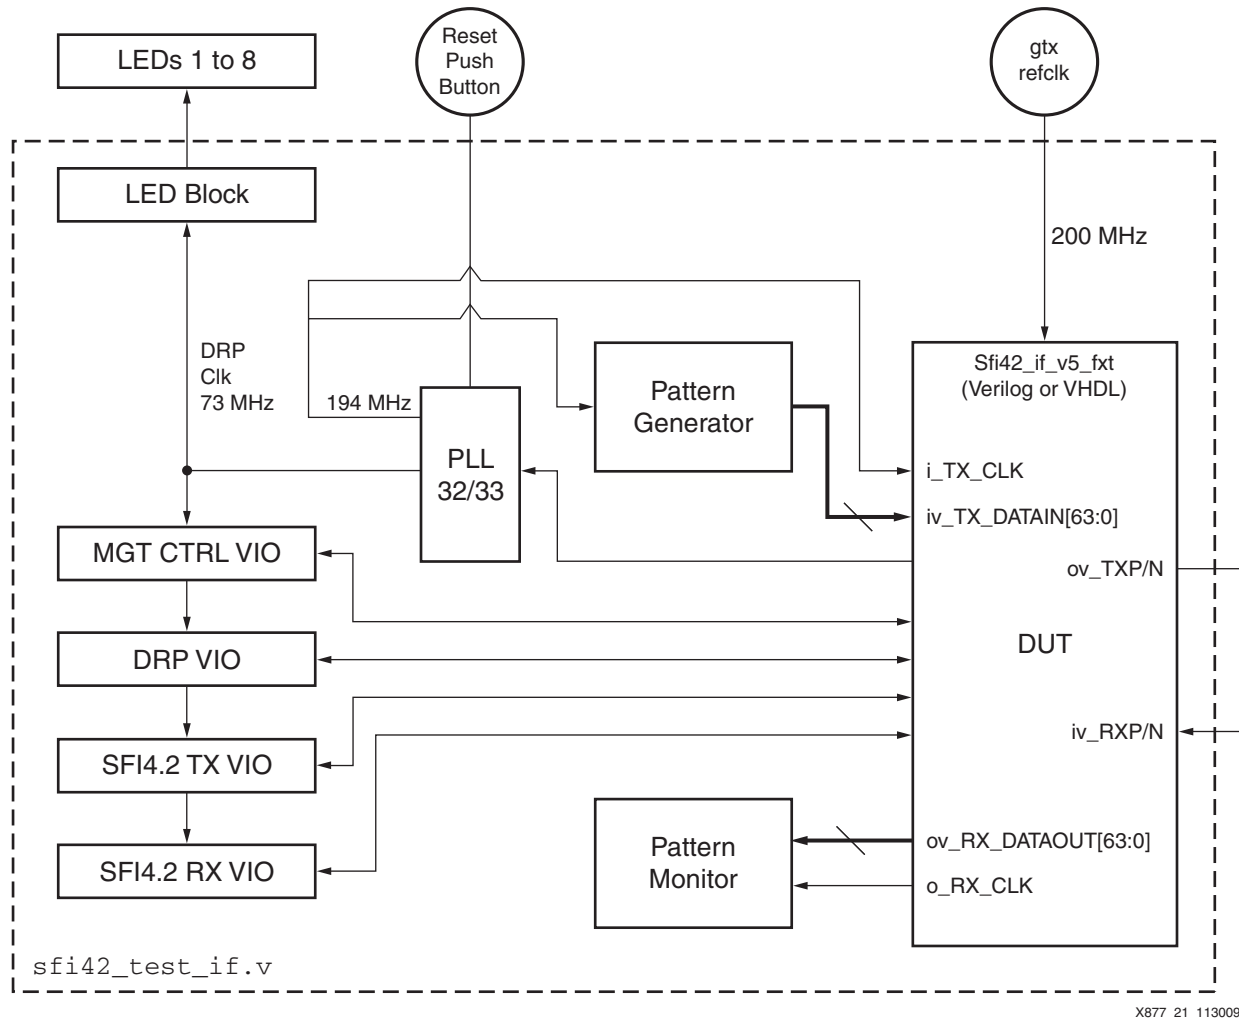 LEDs 1 to 8
Reset
Push
Button
gtx
refclk
LED Block
200 MHz
DRP
Clk
73 MHz
194 MHz
PLL
32/33
Pattern
Generator
Sfi42_if_v5_fxt
(Verilog or VHDL)
i_TX_CLK
iv_TX_DATAIN[63:0]
ov_TXP/N
DUT
iv_RXP/N
ov_RX_DATAOUT[63:0]
o_RX_CLK
MGT CTRL VIO
DRP VIO
SFI4.2 TX VIO
SFI4.2 RX VIO
Pattern
Monitor
sfi42_test_if.v
X877_21_113009